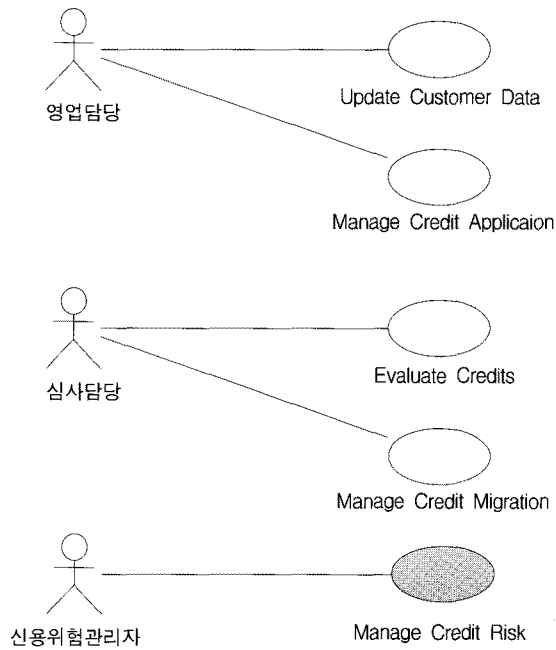 Update Customer Data
영업담당
Manage Credit Applicaion
Evaluate Credits
심사담당
Manage Credit Migration
신용위험관리자
Manage Credit Risk